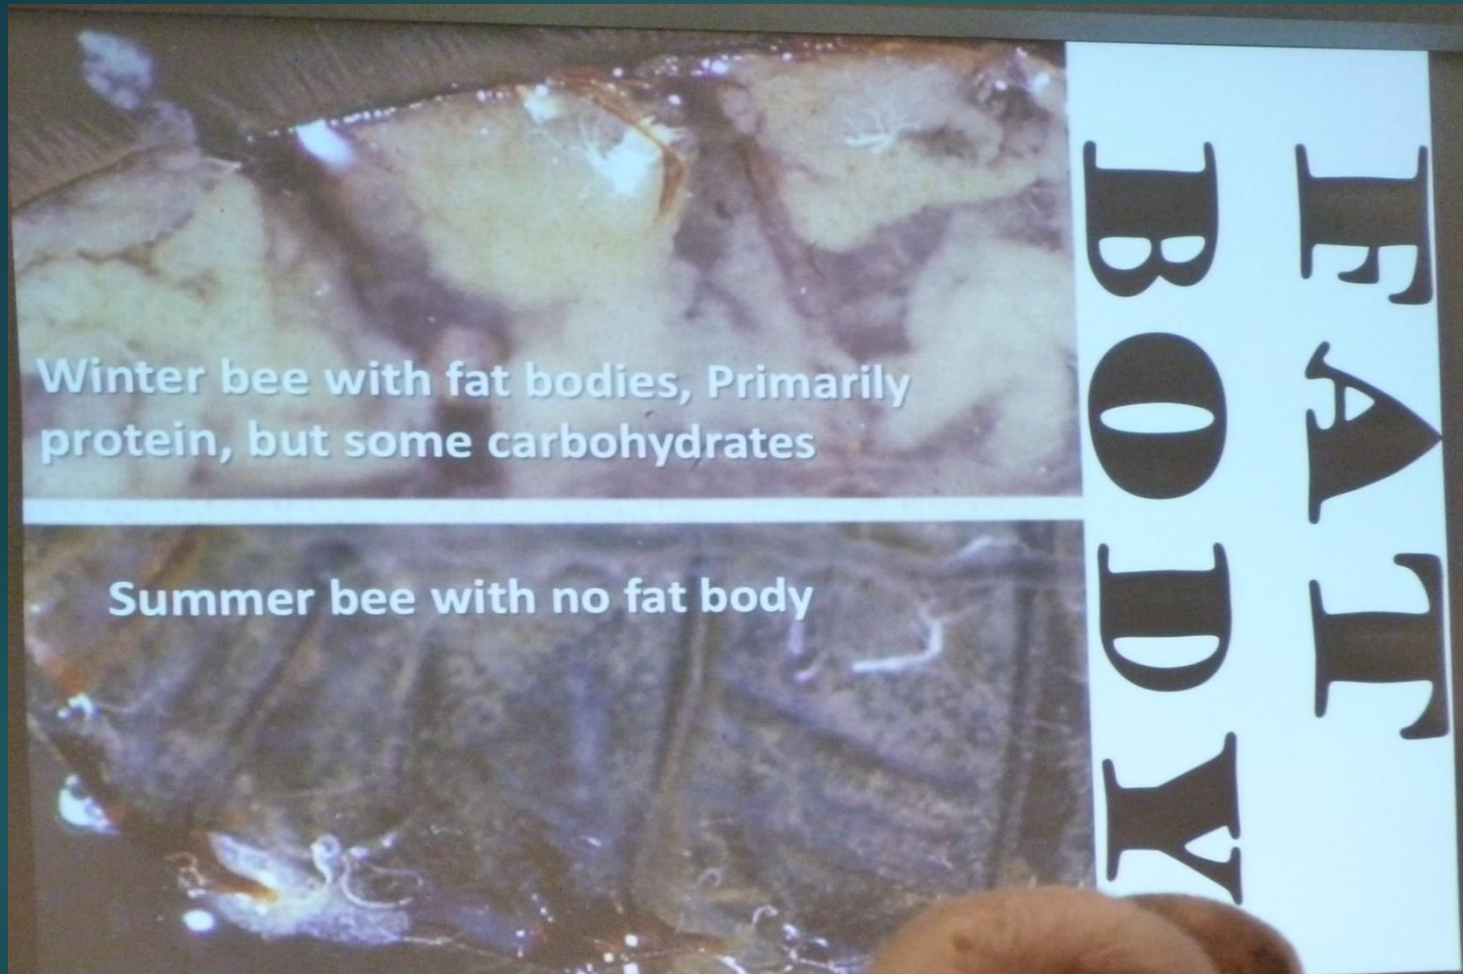 FAT
BODY
Winter bee with fat bodies, Primarily
protein, but some carbohydrates
Summer bee with no fat body